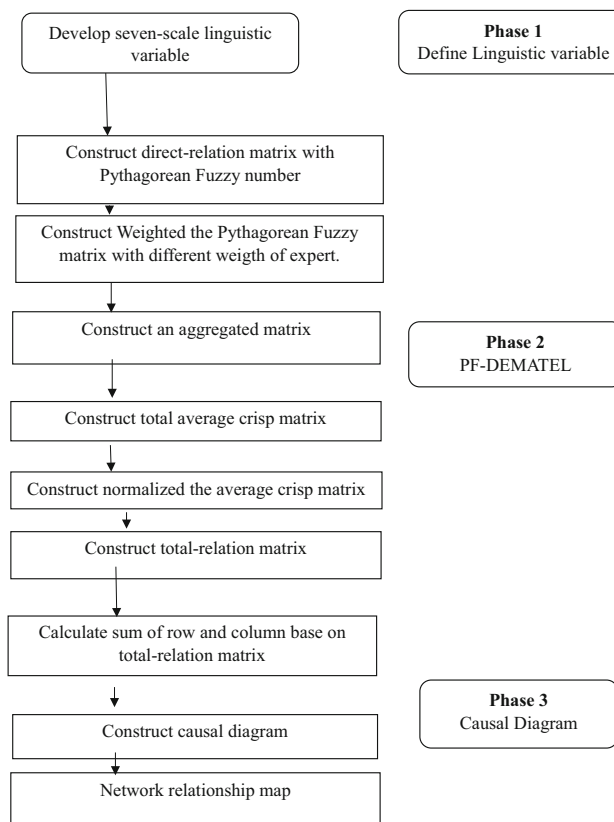 Develop seven-scale linguistic
variable
Phase 1
Define Linguistic variable
Construct direct-relation matrix with
Pythagorean Fuzzy number
Construct Weighted the Pythagorean Fuzzy
matrix with different weigth of expert.
Construct an aggregated matrix
Phase 2
PF-DEMATEL
Construct total average crisp matrix
Construct normalized the average crisp matrix
Construct total-relation matrix
Calculate sum of row and column base on
total-relation matrix
Phase 3
Causal Diagram
Construct causal diagram
Network relationship map